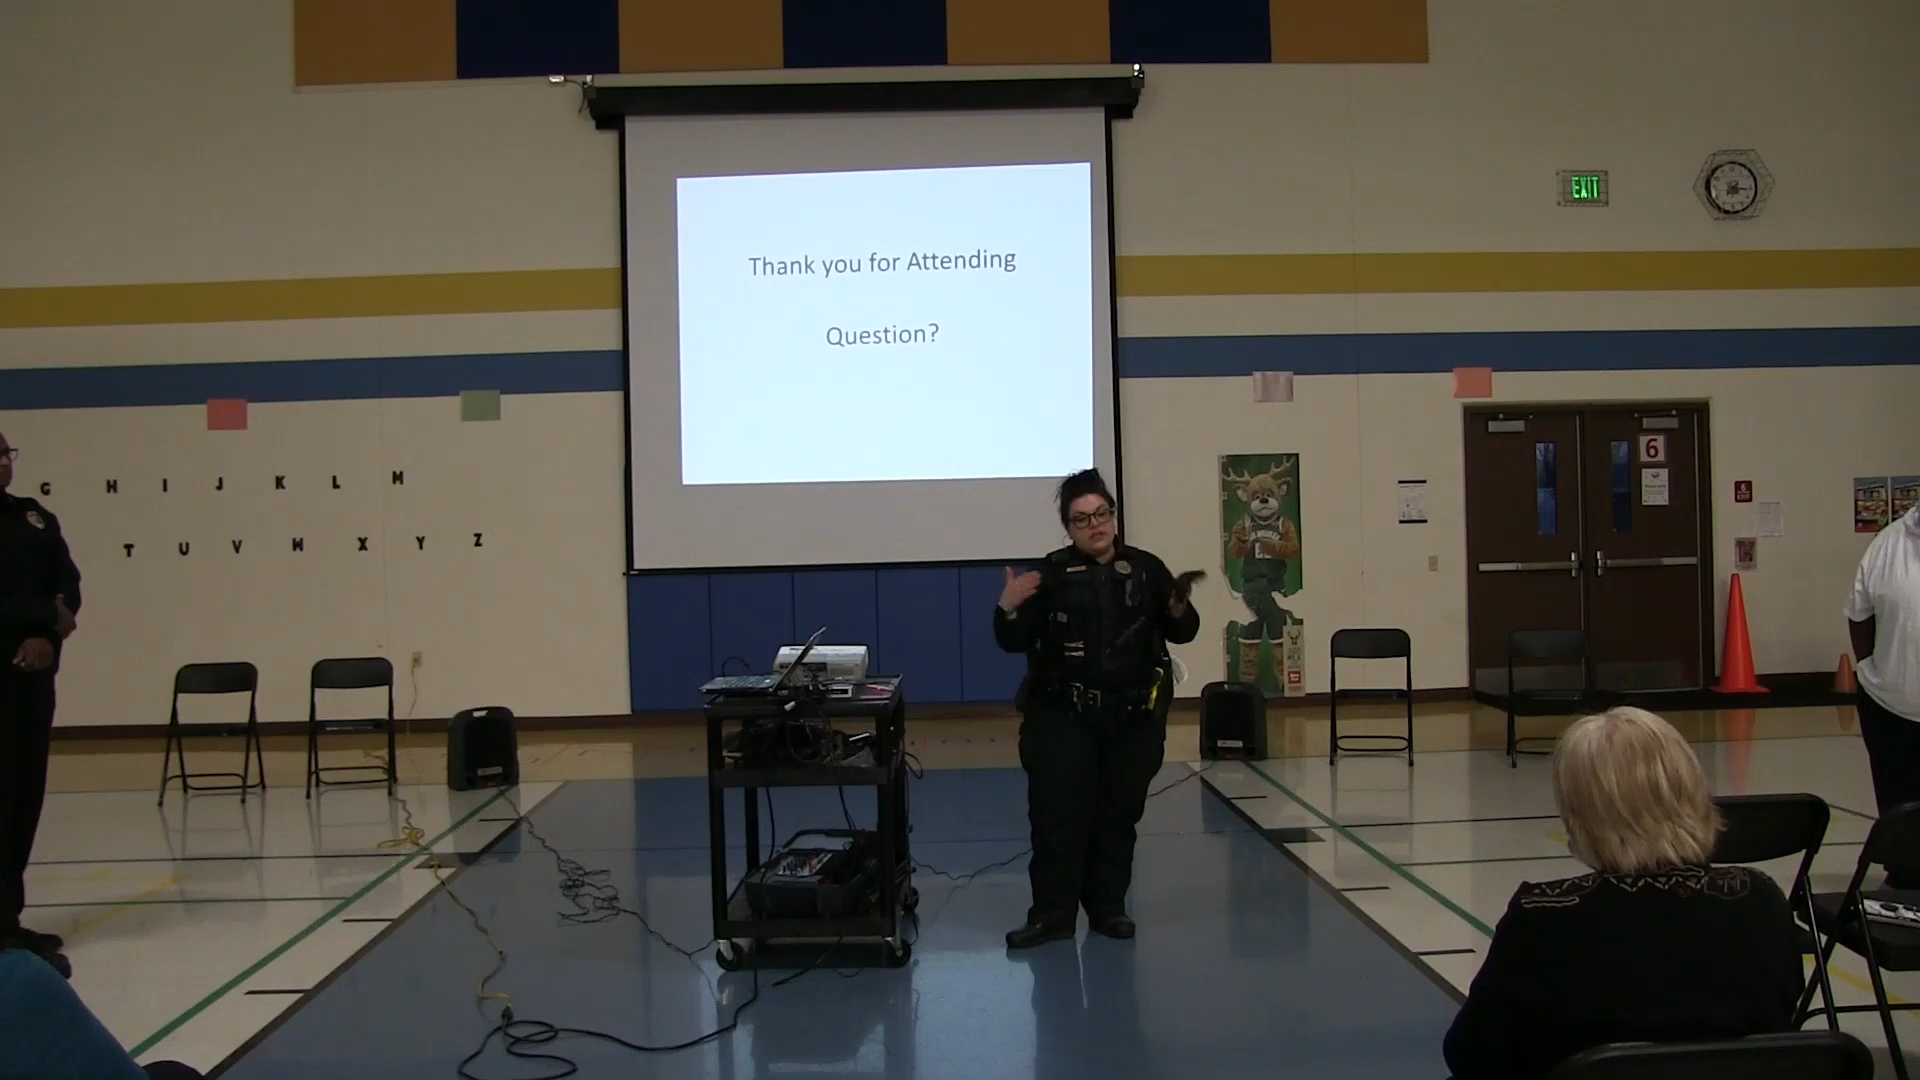 EXIT
Thank you for Attending
Question?
6
G H I J K L M
T U V W X Y Z